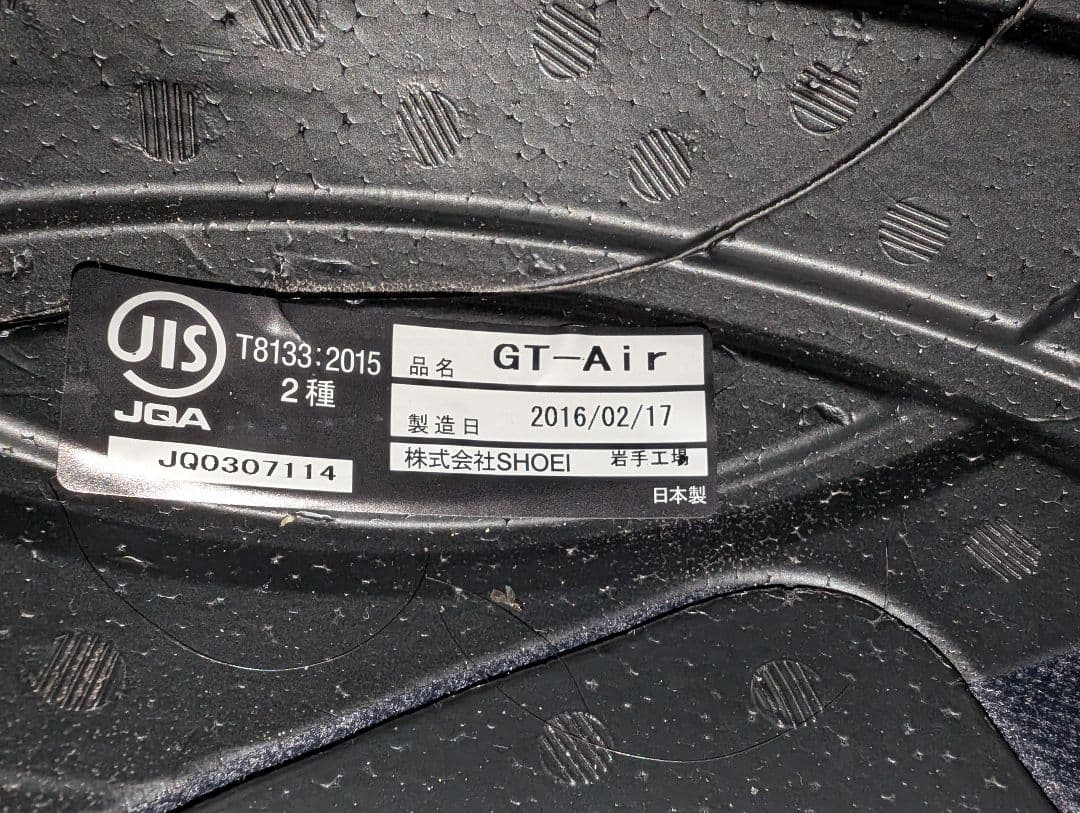 JIS
T8133:2015
2種
JQA
JQ0307114
品名 GT-Air
製造日 2016/02/17
株式会社SHOEI 岩手工場
日本製